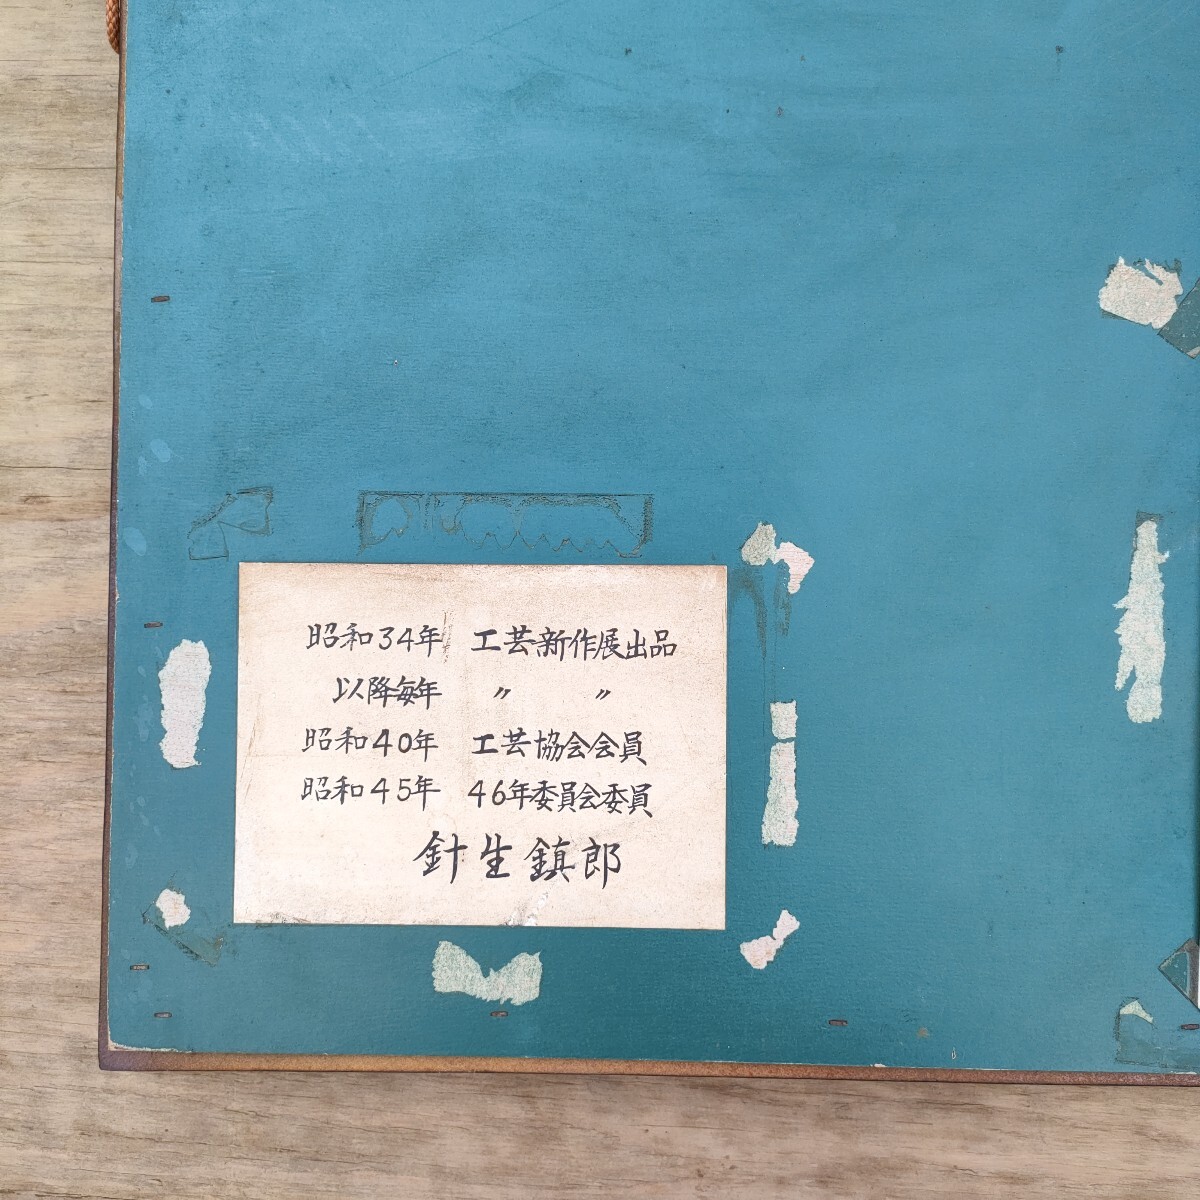 昭和34年 工芸新作展出品
以降毎年 〃 〃
昭和40年 工芸協会会員
昭和45年 46年委員会委員
針生鎮郎